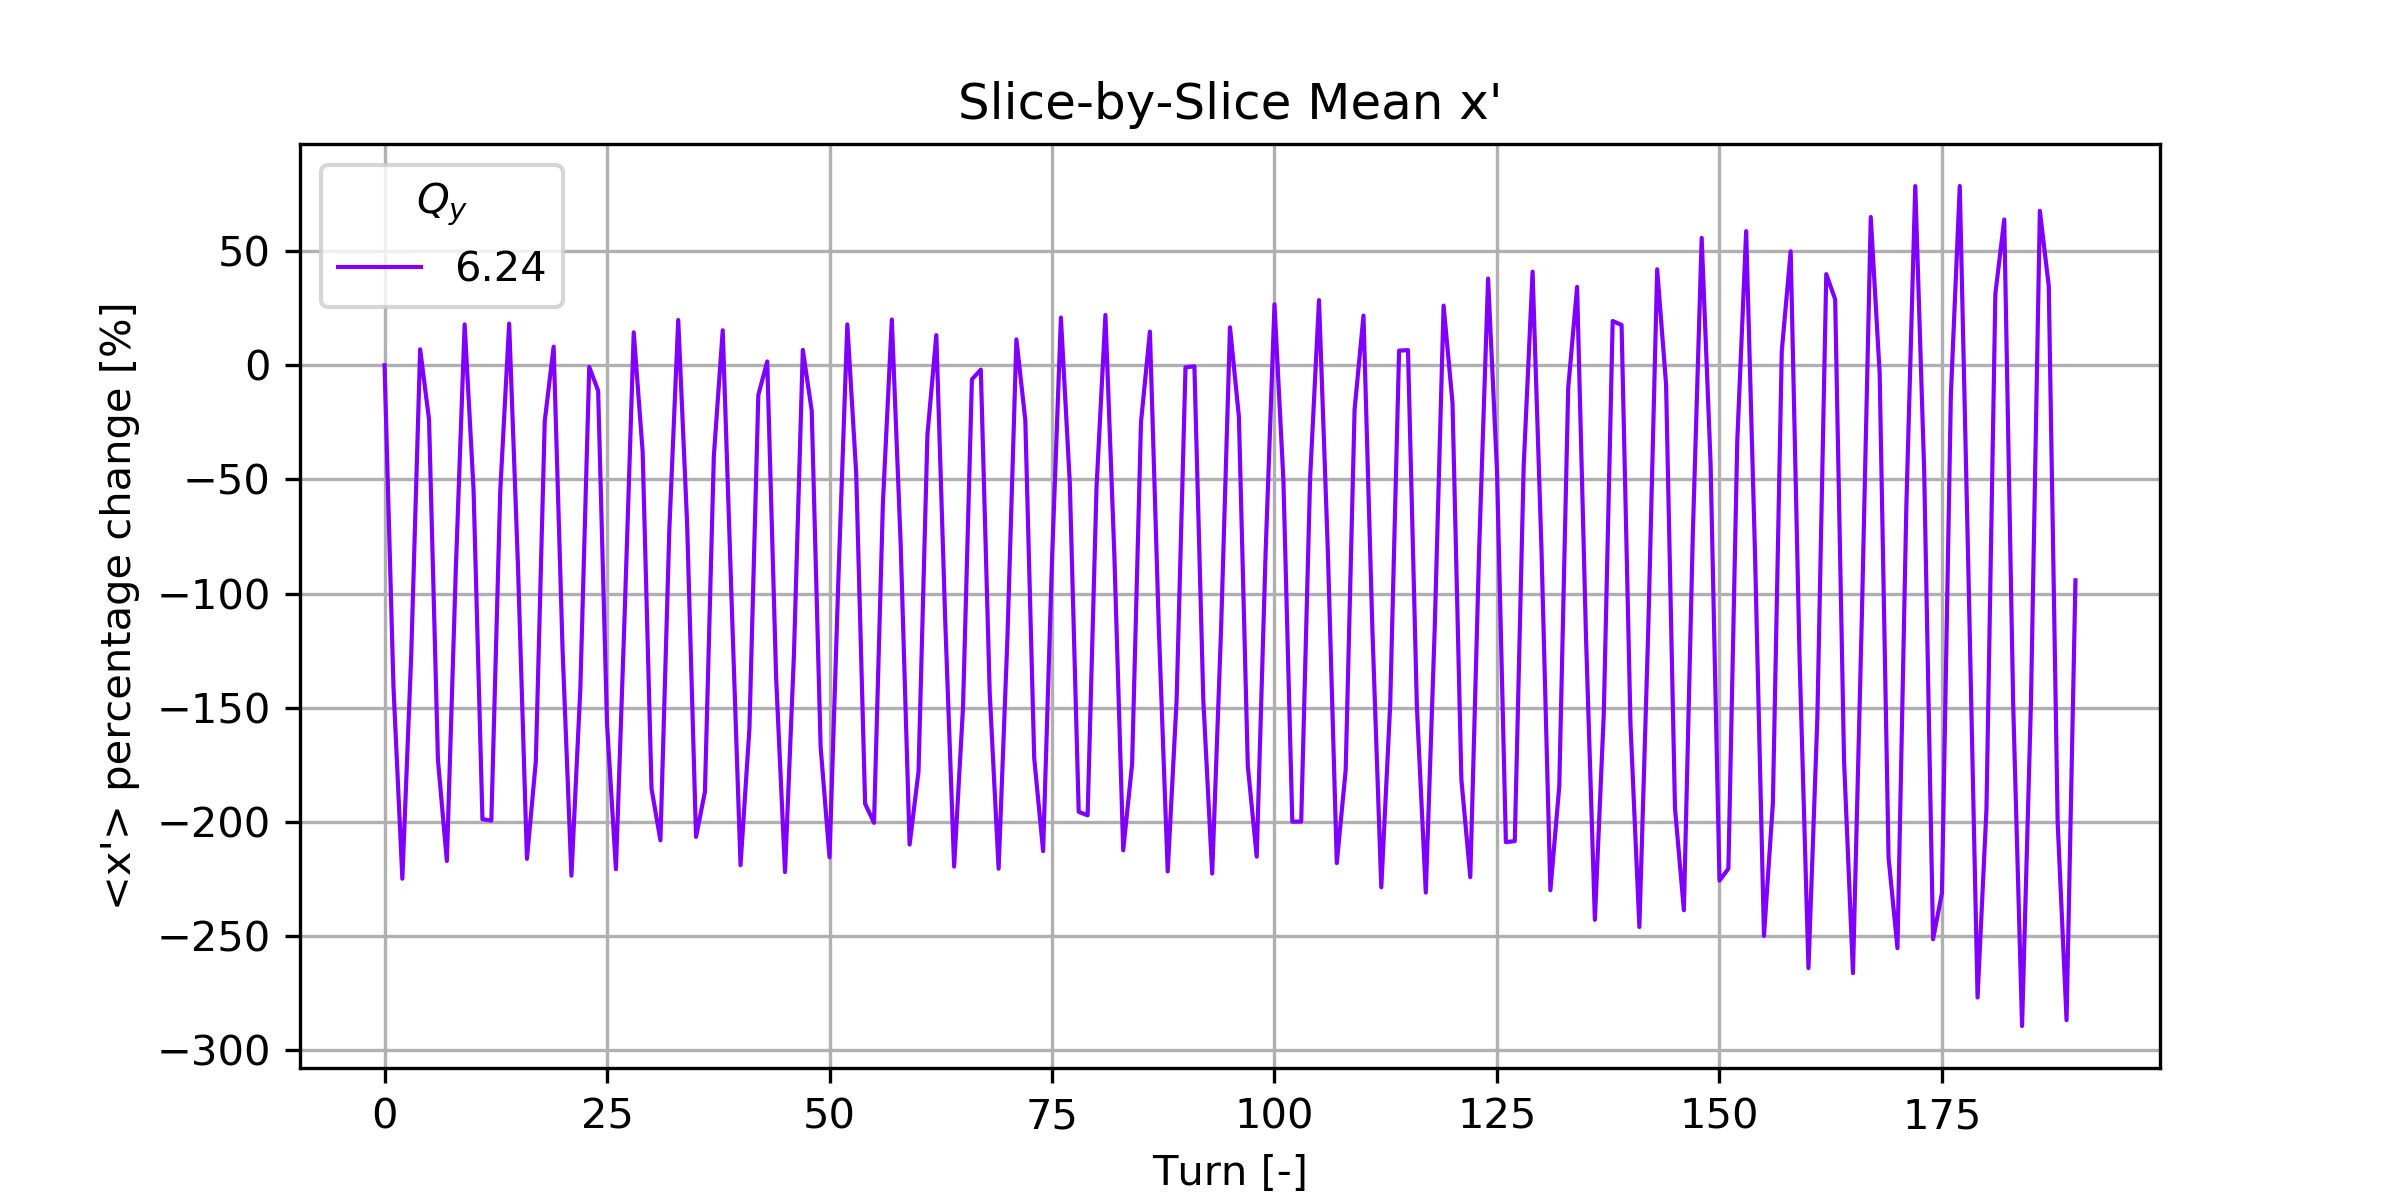 Slice-by-Slice Mean x'
Qy
6.24
<x'> percentage change [%]
50
0
−50
−100
−150
−200
−250
−300
0 25 50 75 100 125 150 175
Turn [-]